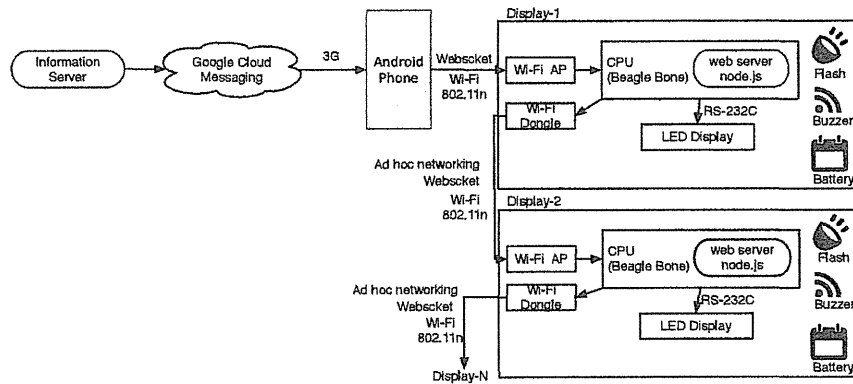 Information
Server
Google Cloud
Messaging
3G
Android
Phone
Webscket
Wi-Fi
802.11n
Display-1
Wi-Fi AP
CPU
(Beagle Bone)
web server
node.js
Wi-Fi
Dongle
RS-232C
LED Display
Flash
Buzzer
Battery
Ad hoc networking
Webscket
Wi-Fi
802.11n
Display-2
Wi-Fi AP
CPU
(Beagle Bone)
web server
node.js
Wi-Fi
Dongle
RS-232C
LED Display
Flash
Buzzer
Battery
Ad hoc networking
Webscket
Wi-Fi
802.11n
Display-N